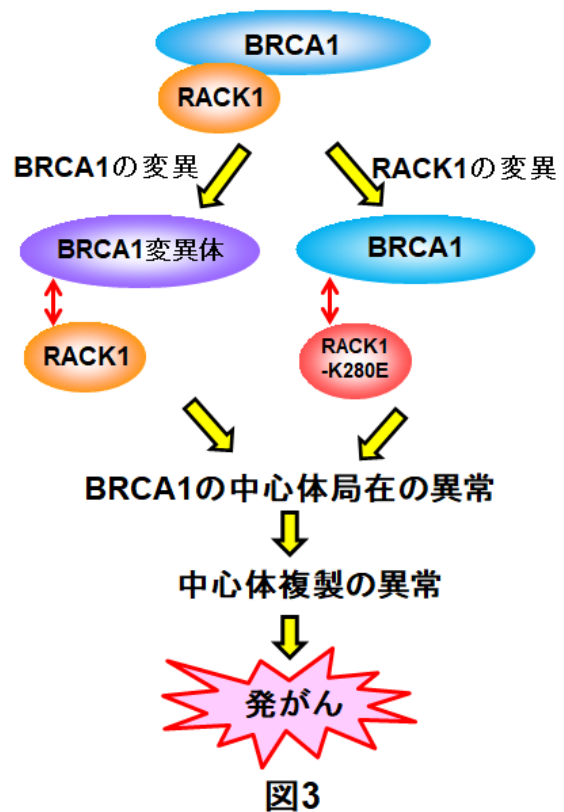 BRCA1
RACK1
BRCA1の変異
RACK1の変異
BRCA1変異体
BRCA1
RACK1
RACK1
-K280E
BRCA1の中心体局在の異常
中心体複製の異常
発がん
図3